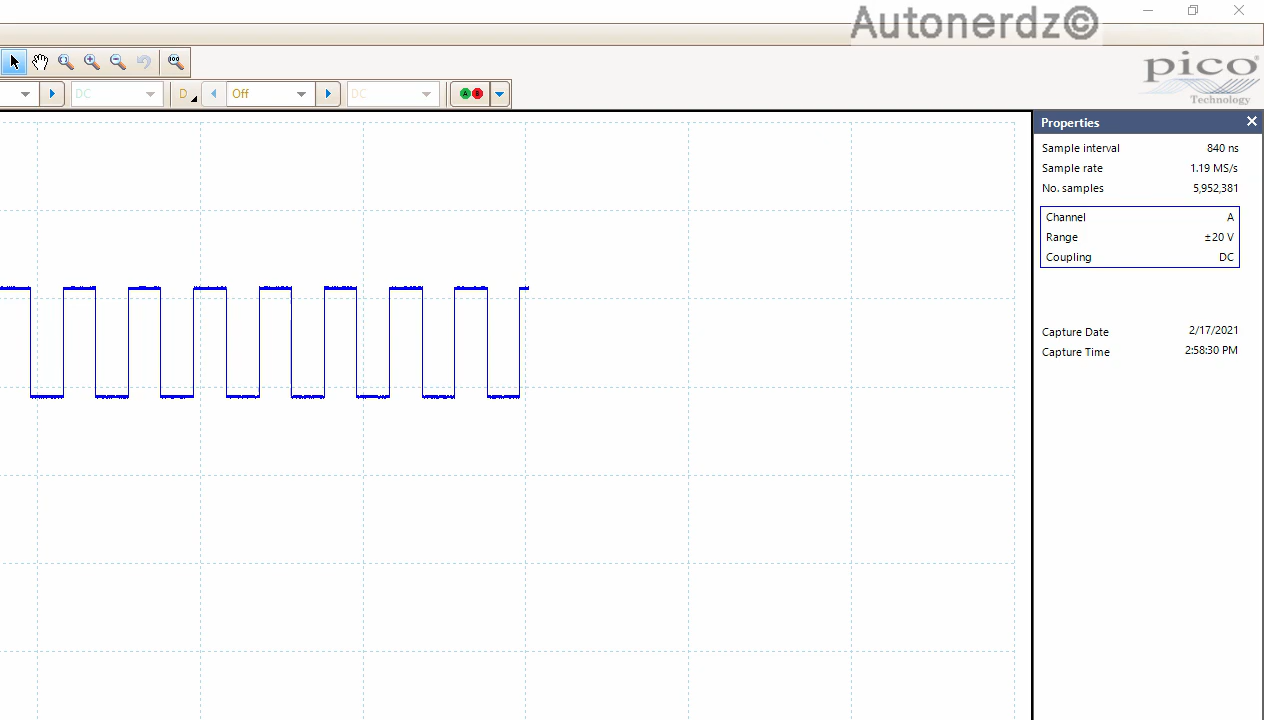 Autonerdz©
pico
Technology
DC
D
Off
DC
A B
Properties
Sample interval 840 ns
Sample rate 1.19 MS/s
No. samples 5,952,381
Channel A
Range ±20 V
Coupling DC
Capture Date 2/17/2021
Capture Time 2:58:30 PM